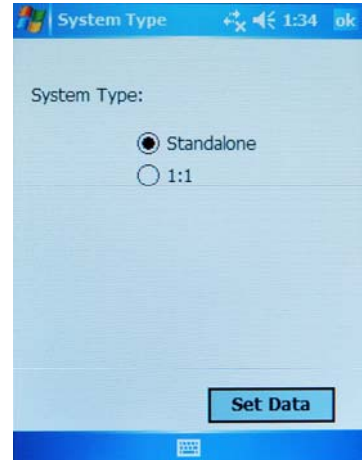 System Type 1:34 ok
System Type:
Standalone
1:1
Set Data